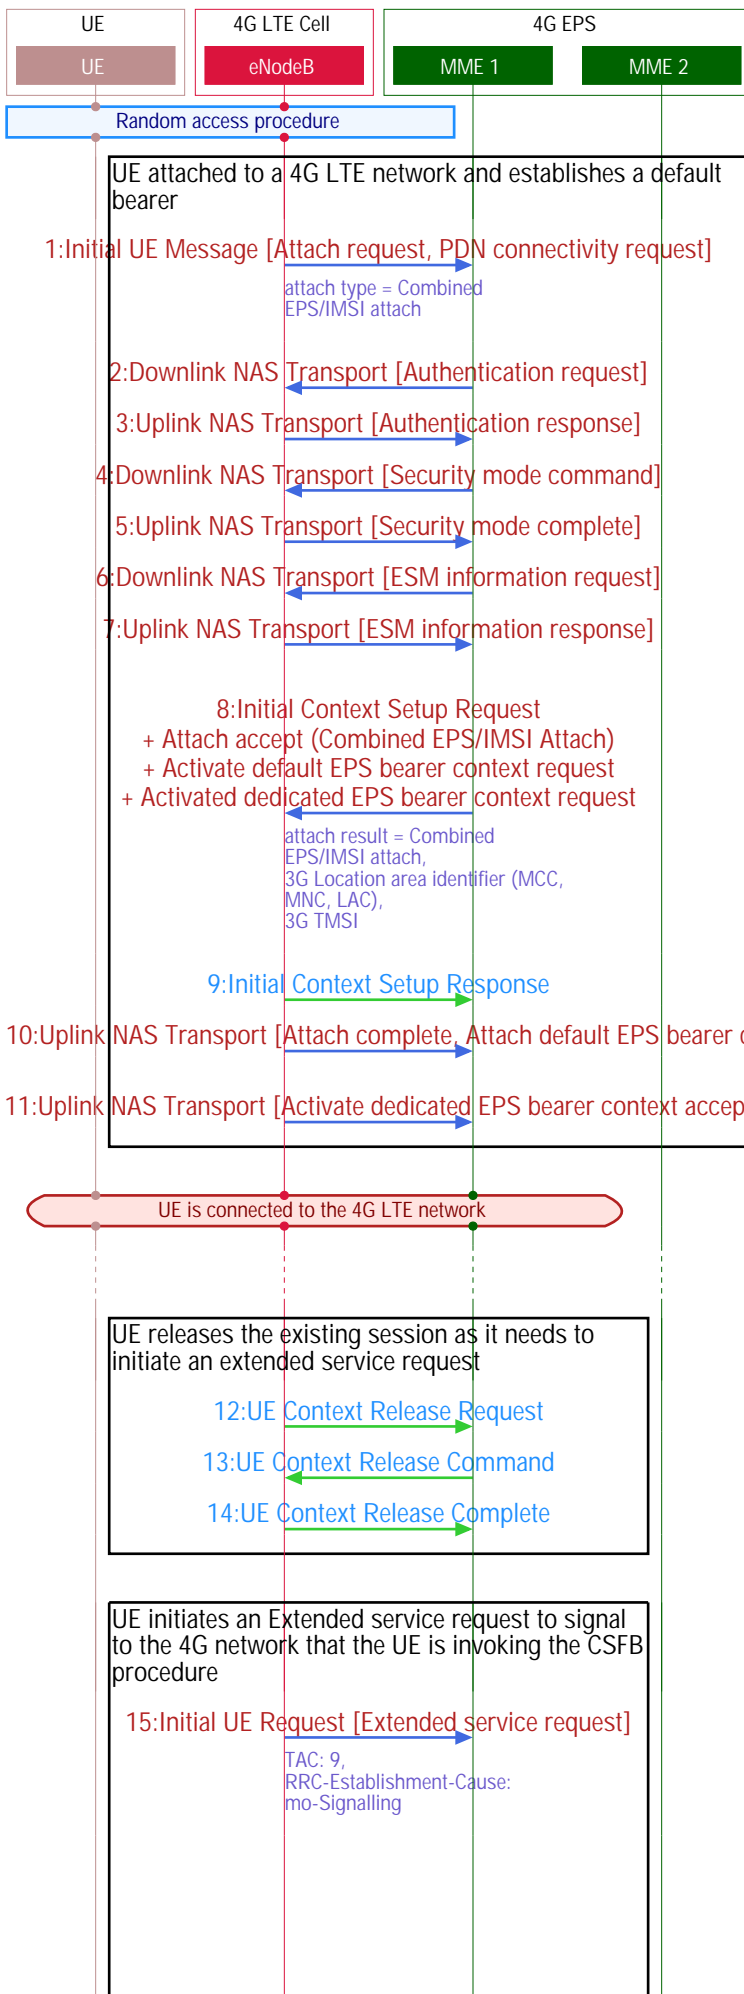 UE
4G LTE Cell
4G EPS
UE
eNodeB
MME 1
MME 2
Random access procedure
UE attached to a 4G LTE network and establishes a default
bearer
1:Initial UE Message [Attach request, PDN connectivity request]
attach type = Combined
EPS/IMSI attach
2:Downlink NAS Transport [Authentication request]
3:Uplink NAS Transport [Authentication response]
4:Downlink NAS Transport [Security mode command]
5:Uplink NAS Transport [Security mode complete]
6:Downlink NAS Transport [ESM information request]
7:Uplink NAS Transport [ESM information response]
8:Initial Context Setup Request
+ Attach accept (Combined EPS/IMSI Attach)
+ Activate default EPS bearer context request
+ Activated dedicated EPS bearer context request
attach result = Combined
EPS/IMSI attach,
3G Location area identifier (MCC,
MNC, LAC),
3G TMSI
9:Initial Context Setup Response
10:Uplink NAS Transport [Attach complete, Attach default EPS bearer
11:Uplink NAS Transport [Activate dedicated EPS bearer context accep
UE is connected to the 4G LTE network
UE releases the existing session as it needs to
initiate an extended service request
12:UE Context Release Request
13:UE Context Release Command
14:UE Context Release Complete
UE initiates an Extended service request to signal
to the 4G network that the UE is invoking the CSFB
procedure
15:Initial UE Request [Extended service request]
TAC: 9,
RRC-Establishment-Cause:
mo-Signalling